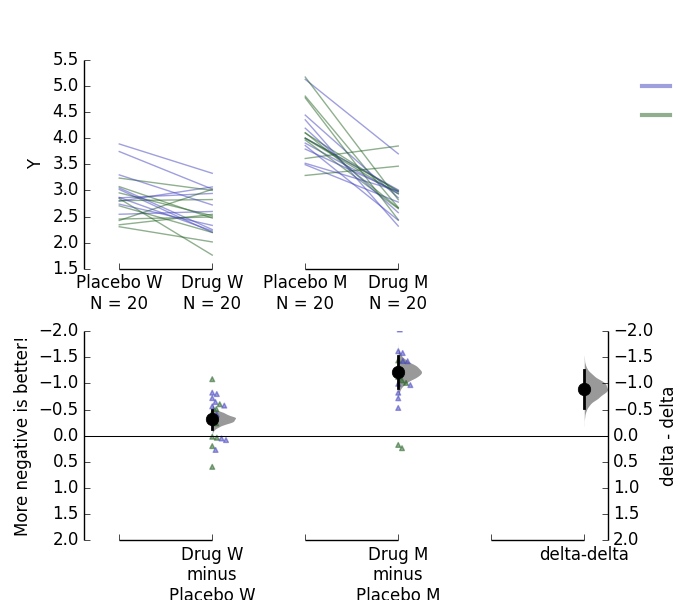 5.5
5.0
4.5
4.0
3.5
3.0
2.5
2.0
1.5
Y
Placebo W
N = 20
Drug W
N = 20
Placebo M
N = 20
Drug M
N = 20
More negative is better!
−2.0
−1.5
−1.0
−0.5
0.0
0.5
1.0
1.5
2.0
−2.0
−1.5
−1.0
−0.5
0.0
0.5
1.0
1.5
2.0
delta - delta
Drug W
minus
Placebo W
Drug M
minus
Placebo M
delta-delta